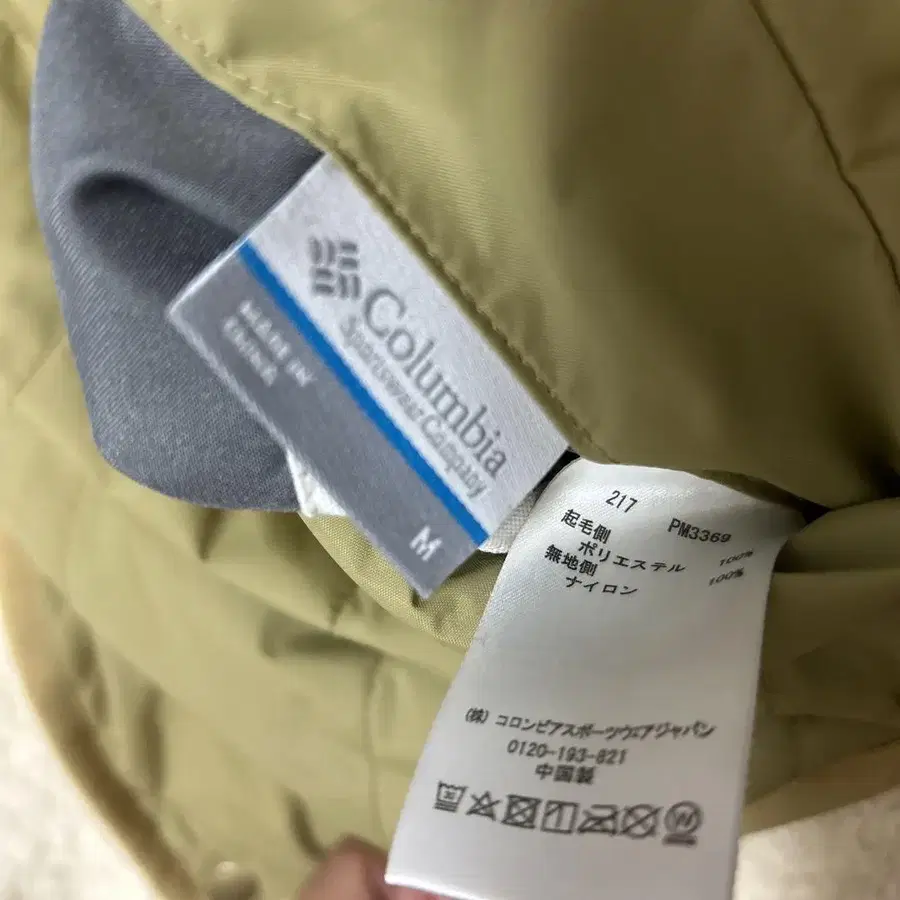 Columbia
Sportswear Company
MADE IN
CHINA
M
217 PM3369
起毛側
ポリエステル 100%
無地側
ナイロン 100%
(株) コロンビアスポーツウェアジャパン
0120-193-821
中国製